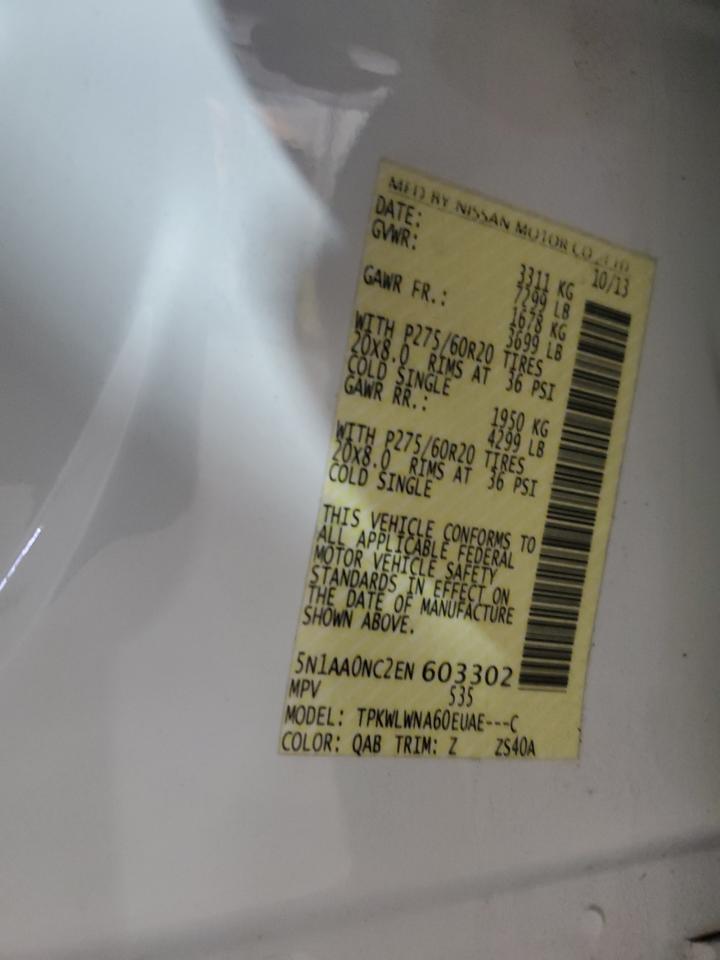 MFD BY NISSAN MOTOR CO.,LTD
DATE: 10/13
GVWR: 3311 KG
7299 LB
GAWR FR.: 1678 KG
3699 LB
WITH P275/60R20 TIRES
20X8.0 RIMS AT 36 PSI
COLD SINGLE
GAWR RR.: 1950 KG
4299 LB
WITH P275/60R20 TIRES
20X8.0 RIMS AT 36 PSI
COLD SINGLE
THIS VEHICLE CONFORMS TO
ALL APPLICABLE FEDERAL
MOTOR VEHICLE SAFETY
STANDARDS IN EFFECT ON
THE DATE OF MANUFACTURE
SHOWN ABOVE.
5N1AA0NC2EN 603302
MPV 535
MODEL: TPKWLWNA60EUAE---C
COLOR: QAB TRIM: Z ZS40A